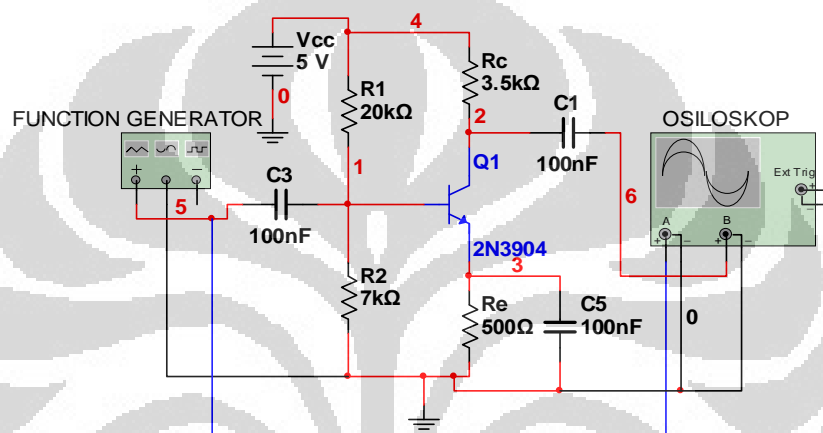 4
Vcc
5 V
0
Rc
3.5kΩ
R1
20kΩ
2
C1
100nF
FUNCTION GENERATOR
OSILOSKOP
1
Q1
C3
100nF
5
+
–
6
Ext Trig
+
–
A
B
+
–
+
–
2N3904
3
R2
7kΩ
Re
500Ω
C5
100nF
0